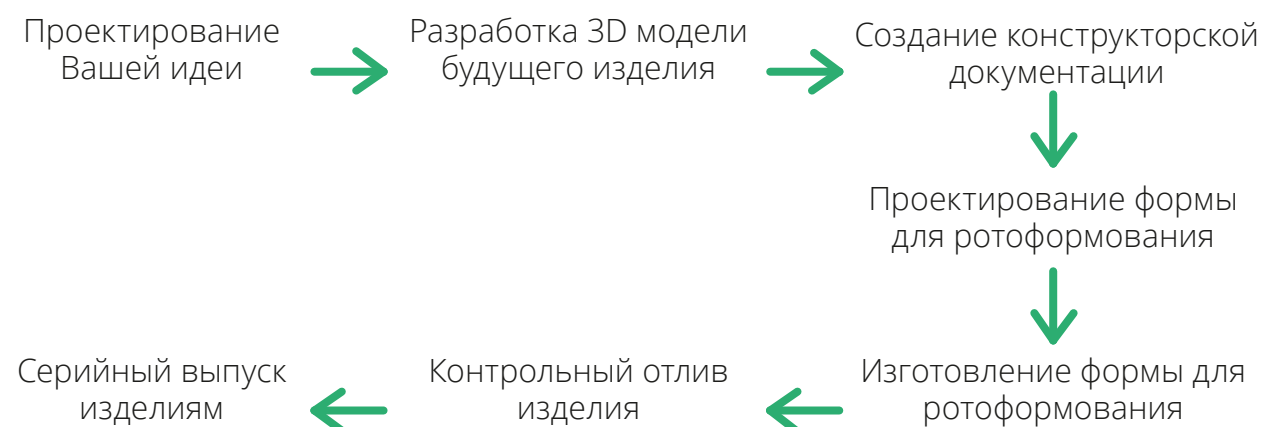 Проектирование
Вашей идеи
Разработка 3D модели
будущего изделия
Создание конструкторской
документации
Проектирование формы
для ротоформования
Изготовление формы для
ротоформования
Контрольный отлив
изделия
Серийный выпуск
изделиям